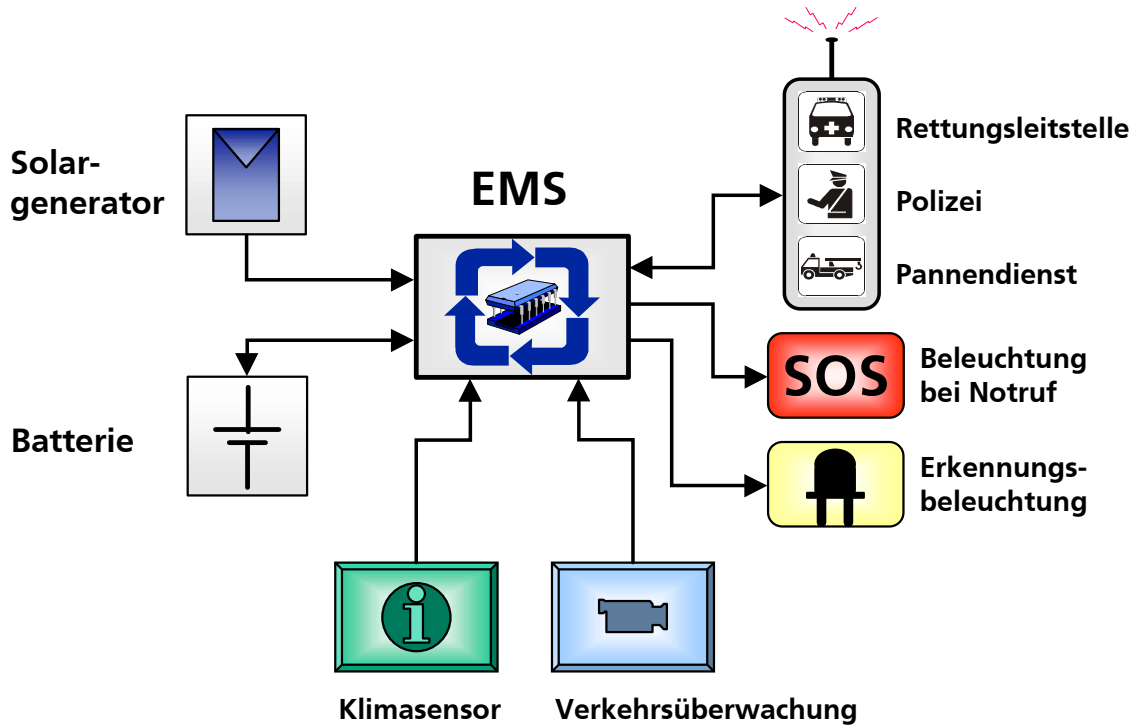 Solar-
generator
EMS
Rettungsleitstelle
Polizei
Pannendienst
Batterie
SOS
Beleuchtung
bei Notruf
Erkennungs-
beleuchtung
Klimasensor
Verkehrsüberwachung